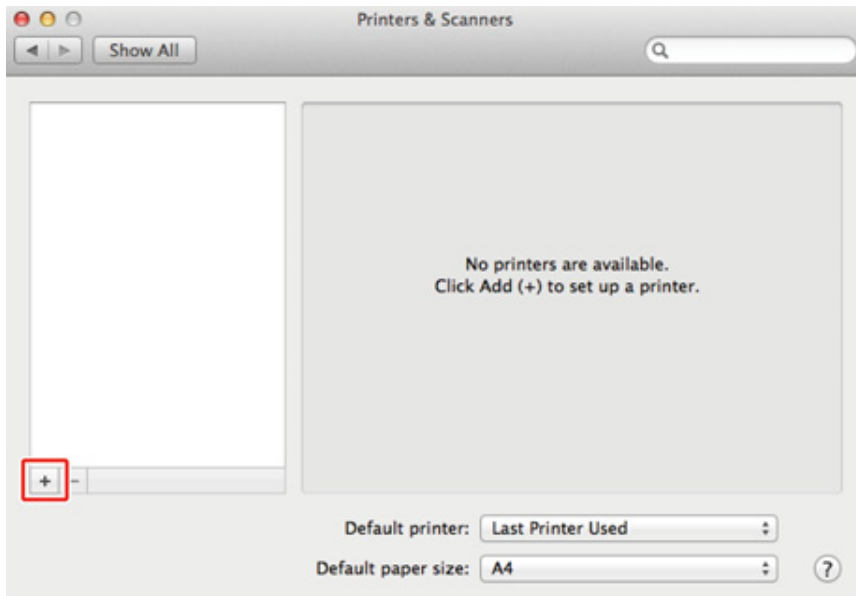 Printers & Scanners
Show All
No printers are available.
Click Add (+) to set up a printer.
+ -
Default printer: Last Printer Used
Default paper size: A4 ?